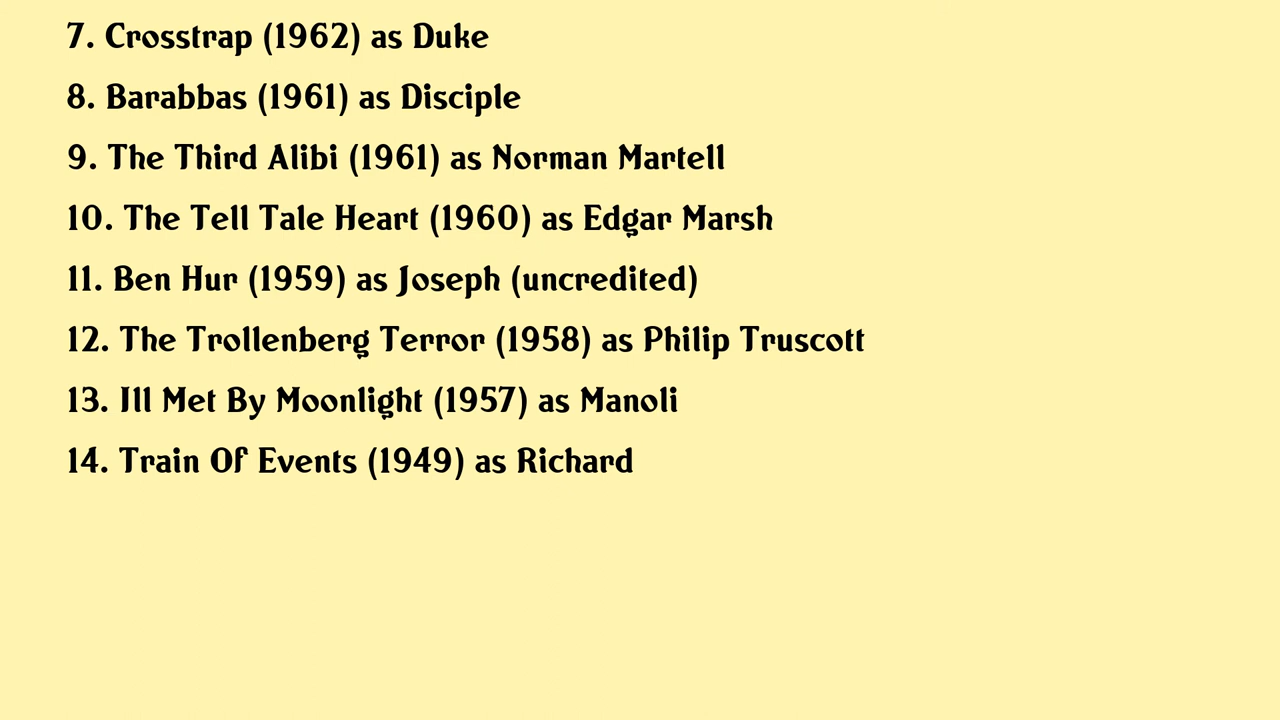 7. Crosstrap (1962) as Duke
8. Barabbas (1961) as Disciple
9. The Third Alibi (1961) as Norman Martell
10. The Tell Tale Heart (1960) as Edgar Marsh
11. Ben Hur (1959) as Joseph (uncredited)
12. The Trollenberg Terror (1958) as Philip Truscott
13. Ill Met By Moonlight (1957) as Manoli
14. Train Of Events (1949) as Richard